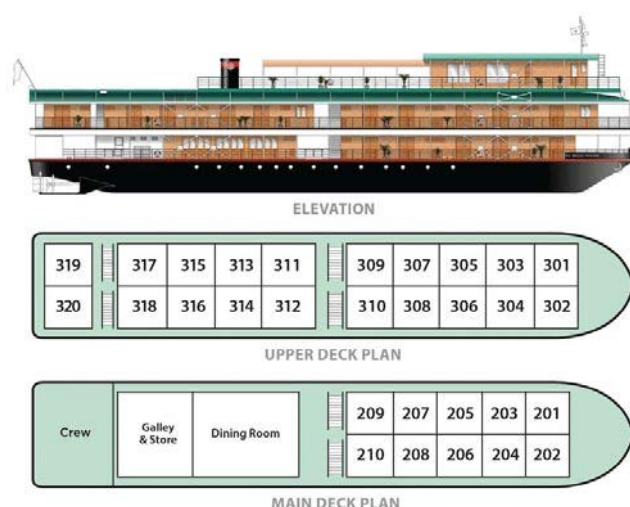 ELEVATION
319 317 315 313 311 309 307 305 303 301
320 318 316 314 312 310 308 306 304 302
UPPER DECK PLAN
Crew
Galley
& Store
Dining Room
209 207 205 203 201
210 208 206 204 202
MAIN DECK PLAN